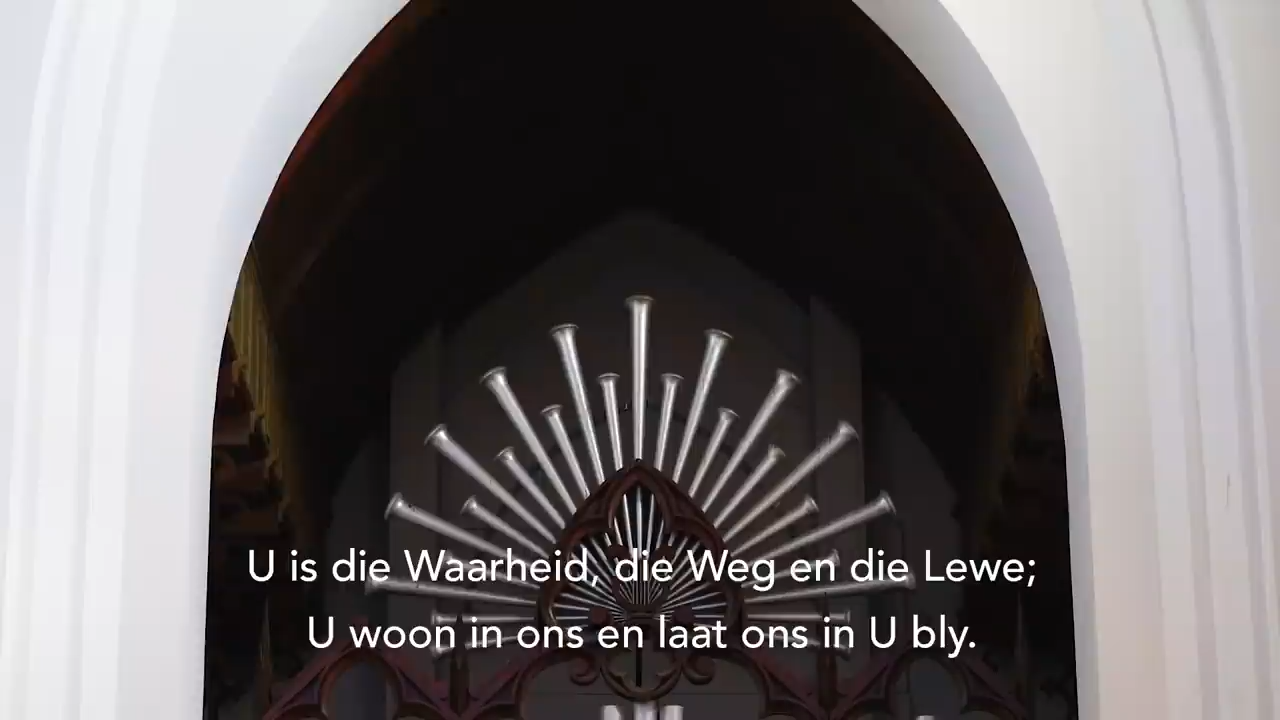 U is die Waarheid, die Weg en die Lewe;
U woon in ons en laat ons in U bly.